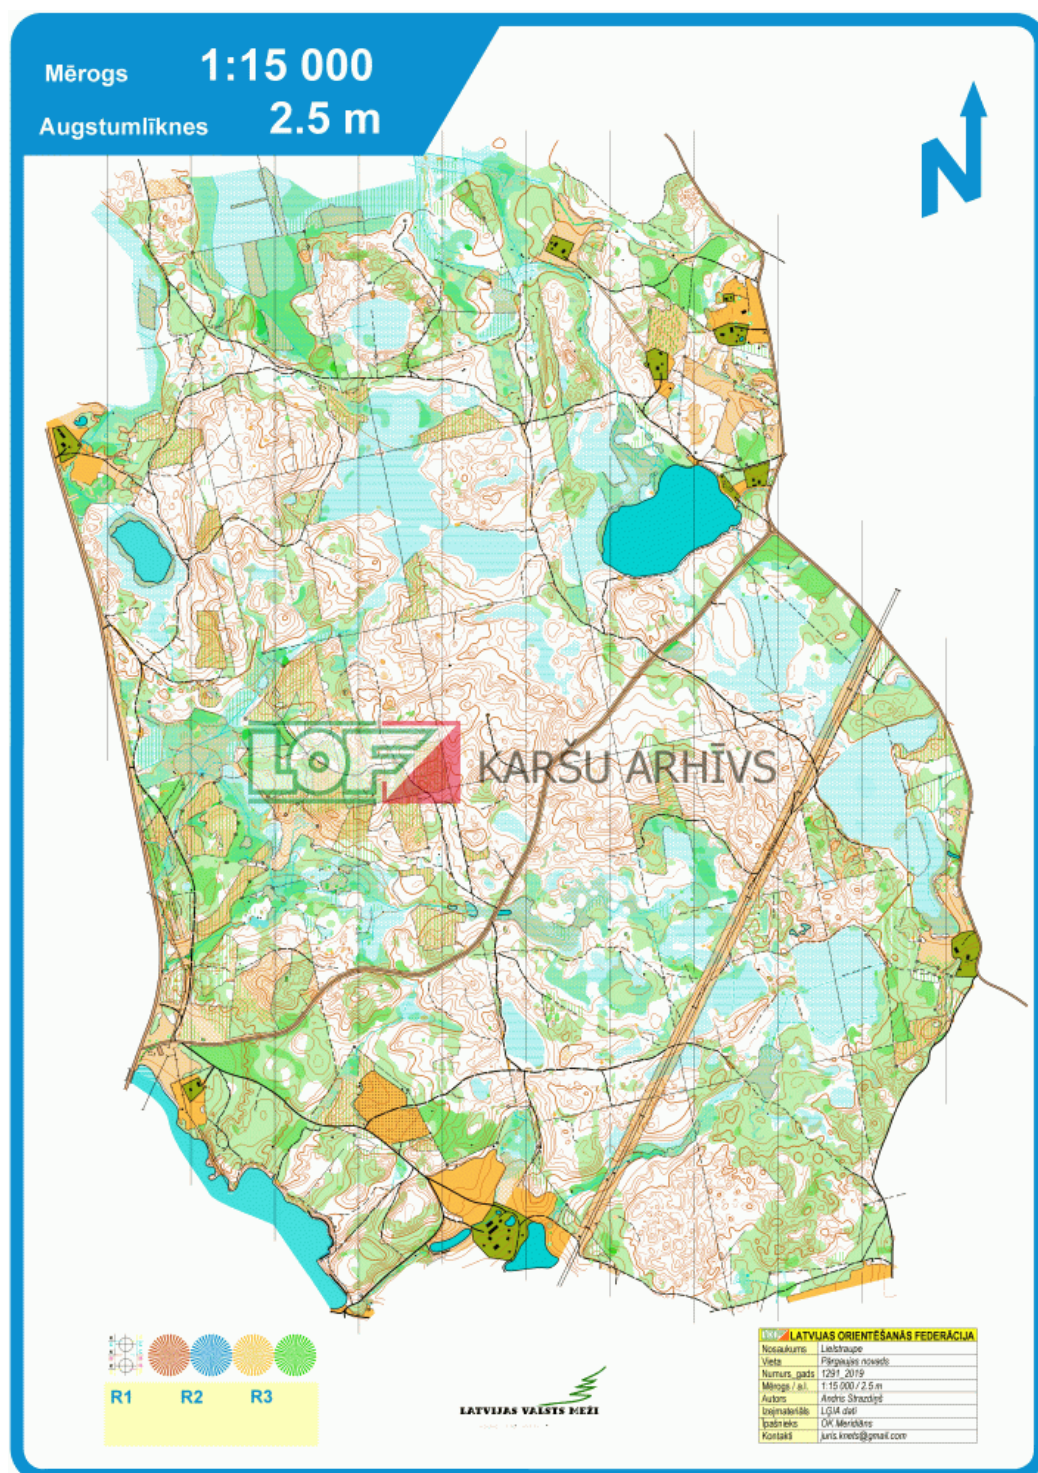 Mērogs 1:15 000
Augstumlīknes 2.5 m
N
LOF KARŠU ARHĪVS
R1 R2 R3
LATVIJAS VALSTS MEŽI
LATVIJAS ORIENTĒŠANĀS FEDERĀCIJA
Nosaukums Lielstraupe
Vieta Pārgaujas novads
Numurs_gads 1291_2019
Mērogs / a.l. 1:15 000 / 2.5 m
Autors Andris Strazdiņš
Izejmateriāls LĢIA dati
Īpašnieks OK Meridiāns
Kontakti juris.knets@gmail.com